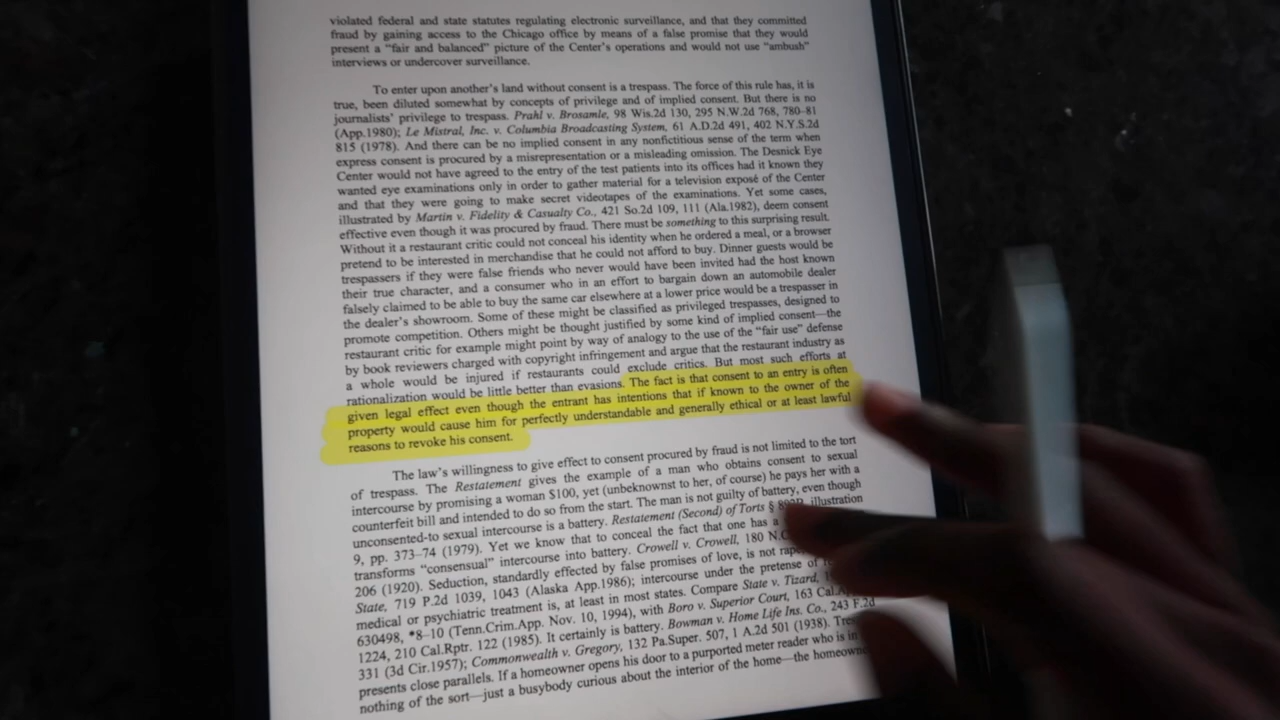 violated federal and state statutes regulating electronic surveillance, and that they committed
fraud by gaining access to the Chicago office by means of a false promise that they would
present a “fair and balanced” picture of the Center’s operations and would not use “ambush”
interviews or undercover surveillance.
To enter upon another’s land without consent is a trespass. The force of this rule has, it is
true, been diluted somewhat by concepts of privilege and of implied consent. But there is no
journalists’ privilege to trespass. Prahl v. Brosamle, 98 Wis.2d 130, 295 N.W.2d 768, 780–81
(App.1980); Le Mistral, Inc. v. Columbia Broadcasting System, 61 A.D.2d 491, 402 N.Y.S.2d
815 (1978). And there can be no implied consent in any nonfictitious sense of the term when
express consent is procured by a misrepresentation or a misleading omission. The Desnick Eye
Center would not have agreed to the entry of the test patients into its offices had it known they
wanted eye examinations only in order to gather material for a television exposé of the Center
and that they were going to make secret videotapes of the examinations. Yet some cases,
illustrated by Martin v. Fidelity & Casualty Co., 421 So.2d 109, 111 (Ala.1982), deem consent
effective even though it was procured by fraud. There must be something to this surprising result.
Without it a restaurant critic could not conceal his identity when he ordered a meal, or a browser
pretend to be interested in merchandise that he could not afford to buy. Dinner guests would be
trespassers if they were false friends who never would have been invited had the host known
their true character, and a consumer who in an effort to bargain down an automobile dealer
falsely claimed to be able to buy the same car elsewhere at a lower price would be a trespasser in
the dealer’s showroom. Some of these might be classified as privileged trespasses, designed to
promote competition. Others might be thought justified by some kind of implied consent—the
restaurant critic for example might point by way of analogy to the use of the “fair use” defense
by book reviewers charged with copyright infringement and argue that the restaurant industry as
a whole would be injured if restaurants could exclude critics. But most such efforts at
rationalization would be little better than evasions. The fact is that consent to an entry is often
given legal effect even though the entrant has intentions that if known to the owner of the
property would cause him for perfectly understandable and generally ethical or at least lawful
reasons to revoke his consent.
The law’s willingness to give effect to consent procured by fraud is not limited to the tort
of trespass. The Restatement gives the example of a man who obtains consent to sexual
intercourse by promising a woman $100, yet (unbeknownst to her, of course) he pays her with a
counterfeit bill and intended to do so from the start. The man is not guilty of battery, even though
unconsented-to sexual intercourse is a battery. Restatement (Second) of Torts § illustration
9, pp. 373–74 (1979). Yet we know that to conceal the fact that one has a
transforms “consensual” intercourse into battery. Crowell v. Crowell, 180 N.C.
206 (1920). Seduction, standardly effected by false promises of love, is not rape
State, 719 P.2d 1039, 1043 (Alaska App.1986); intercourse under the pretense of
medical or psychiatric treatment is, at least in most states. Compare State v. Tizard,
630498, *8–10 (Tenn.Crim.App. Nov. 10, 1994), with Boro v. Superior Court, 163 Cal.App.
1224, 210 Cal.Rptr. 122 (1985). It certainly is battery. Bowman v. Home Life Ins. Co., 243 F.2d
331 (3d Cir.1957); Commonwealth v. Gregory, 132 Pa.Super. 507, 1 A.2d 501 (1938).
presents close parallels. If a homeowner opens his door to a purported meter reader who is in
nothing of the sort—just a busybody curious about the interior of the home—the